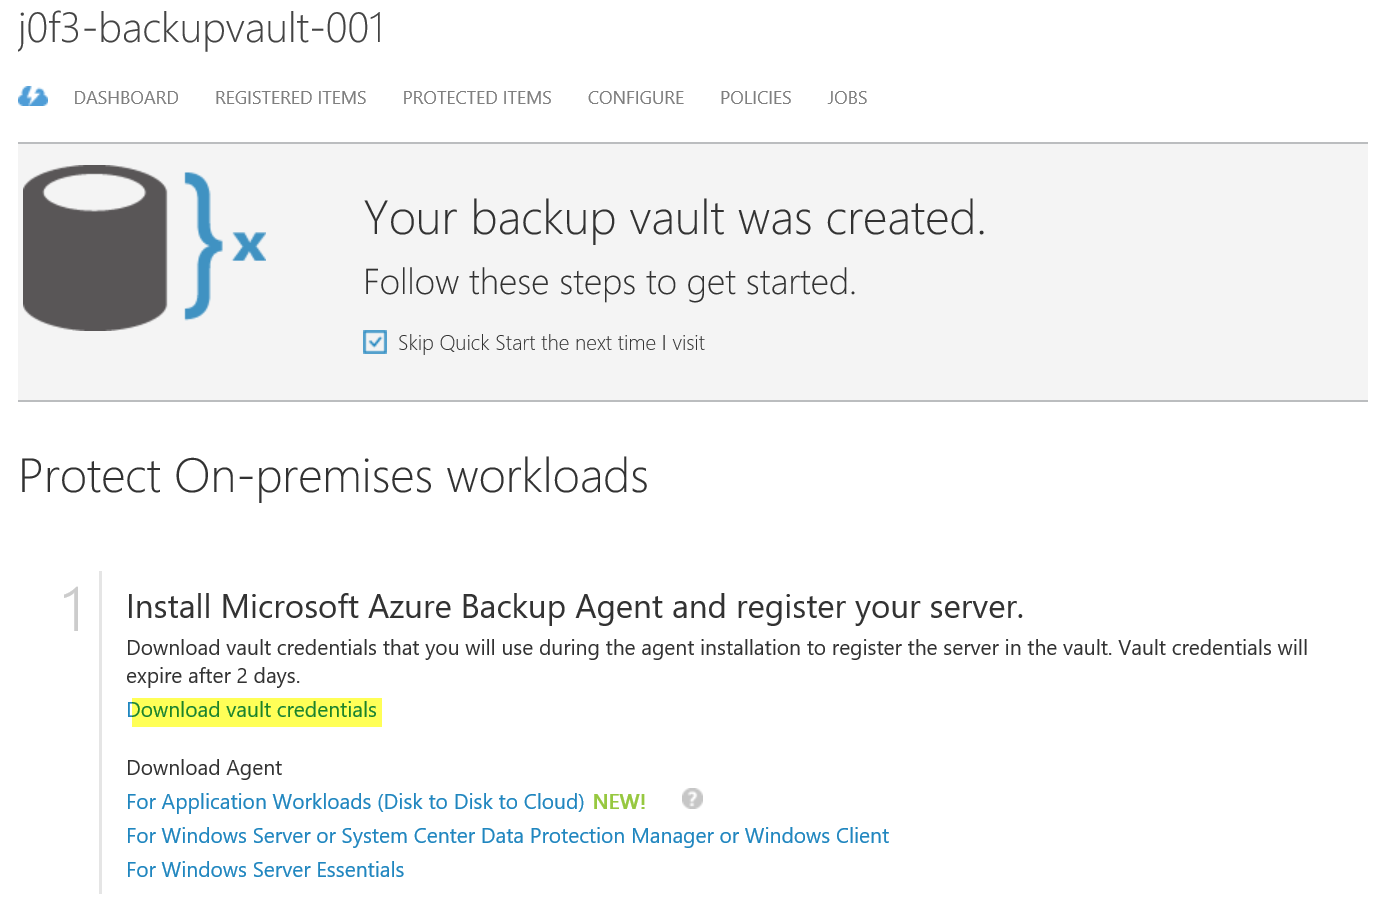 j0f3-backupvault-001
DASHBOARD REGISTERED ITEMS PROTECTED ITEMS CONFIGURE POLICIES JOBS
} x
Your backup vault was created.
Follow these steps to get started.
Skip Quick Start the next time I visit
Protect On-premises workloads
1
Install Microsoft Azure Backup Agent and register your server.
Download vault credentials that you will use during the agent installation to register the server in the vault. Vault credentials will
expire after 2 days.
Download vault credentials
Download Agent
For Application Workloads (Disk to Disk to Cloud) NEW! ?
For Windows Server or System Center Data Protection Manager or Windows Client
For Windows Server Essentials